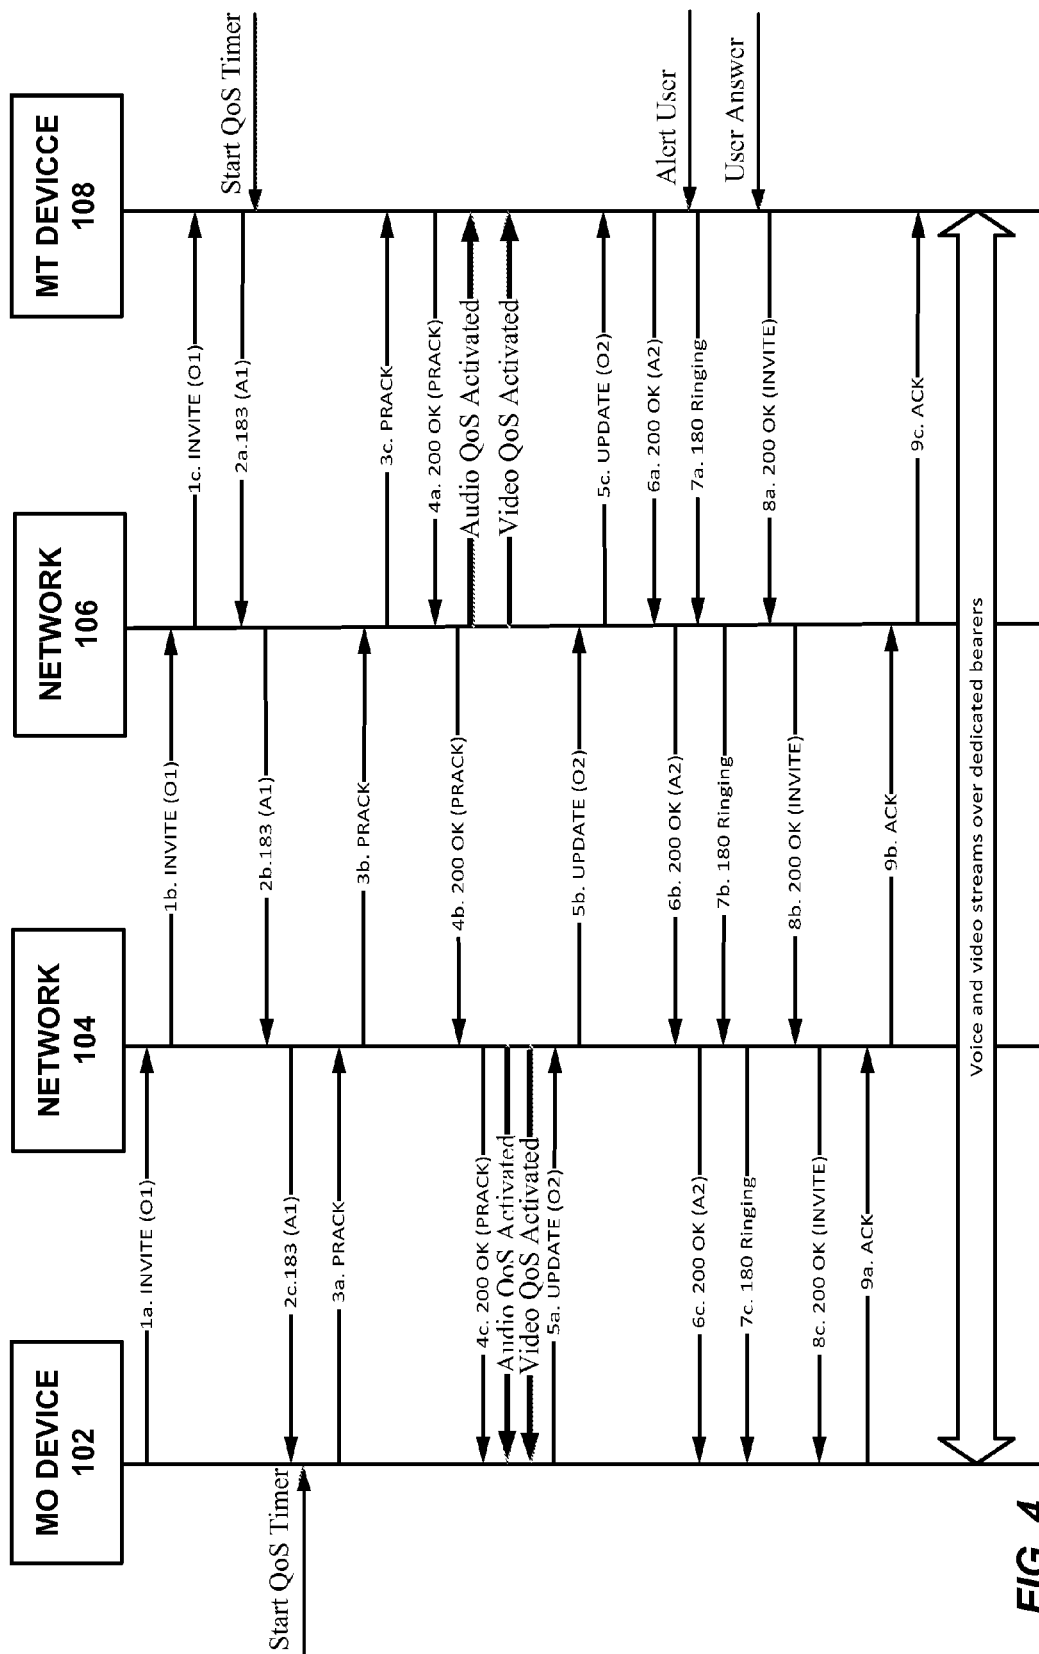 MO DEVICE
102
NETWORK
104
NETWORK
106
MT DEVICCE
108
1a. INVITE (O1)
1b. INVITE (O1)
1c. INVITE (O1)
2a.183 (A1)
Start QoS Timer
2b.183 (A1)
2c.183 (A1)
Start QoS Timer
3a. PRACK
3b. PRACK
3c. PRACK
4a. 200 OK (PRACK)
4b. 200 OK (PRACK)
Audio QoS Activated
4c. 200 OK (PRACK)
Video QoS Activated
Audio QoS Activated
Video QoS Activated
5a. UPDATE (O2)
5b. UPDATE (O2)
5c. UPDATE (O2)
6a. 200 OK (A2)
6b. 200 OK (A2)
6c. 200 OK (A2)
Alert User
7a. 180 Ringing
7b. 180 Ringing
7c. 180 Ringing
User Answer
8a. 200 OK (INVITE)
8b. 200 OK (INVITE)
8c. 200 OK (INVITE)
9a. ACK
9b. ACK
9c. ACK
Voice and video streams over dedicated bearers
FIG. 4